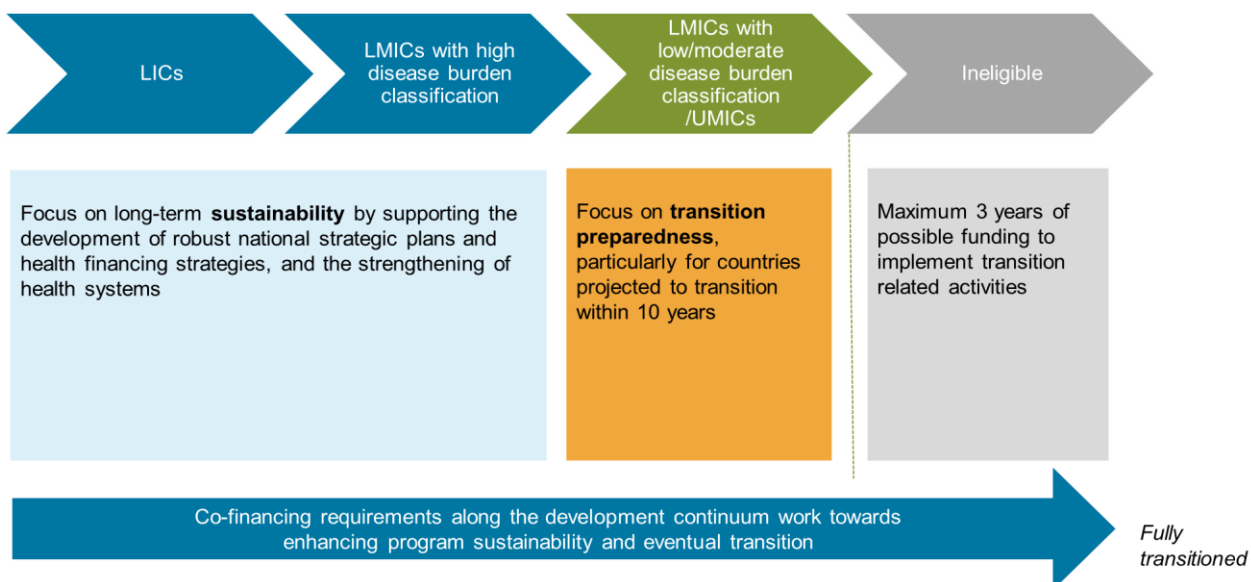 LICs
LMICs with high
disease burden
classification
LMICs with
low/moderate
disease burden
classification
/UMICs
Ineligible
Focus on long-term sustainability by supporting the
development of robust national strategic plans and
health financing strategies, and the strengthening of
health systems
Focus on transition
preparedness,
particularly for countries
projected to transition
within 10 years
Maximum 3 years of
possible funding to
implement transition
related activities
Co-financing requirements along the development continuum work towards
enhancing program sustainability and eventual transition
Fully
transitioned